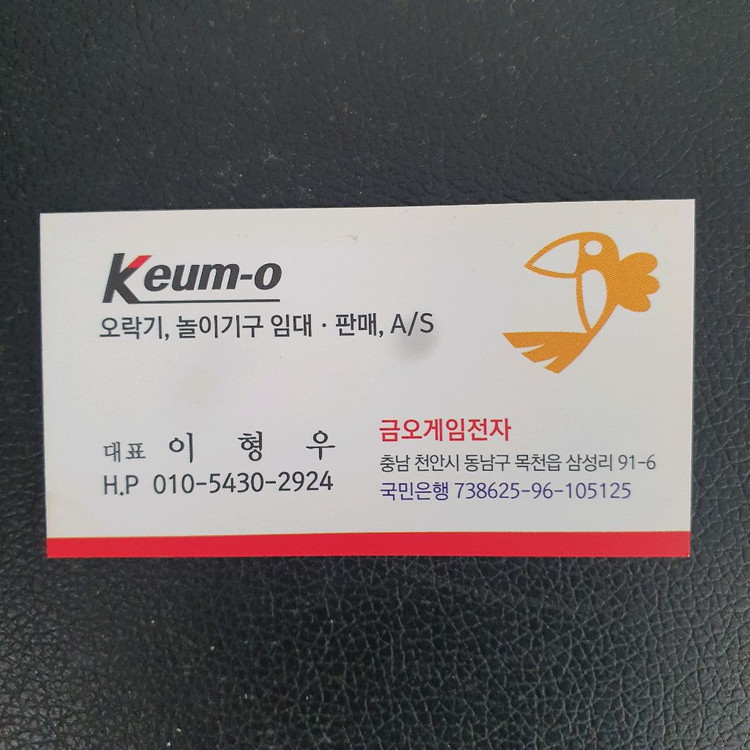 Keum-o
오락기, 놀이기구 임대 · 판매, A/S
대표 이 형 우
H.P 010-5430-2924
금오게임전자
충남 천안시 동남구 목천읍 삼성리 91-6
국민은행 738625-96-105125